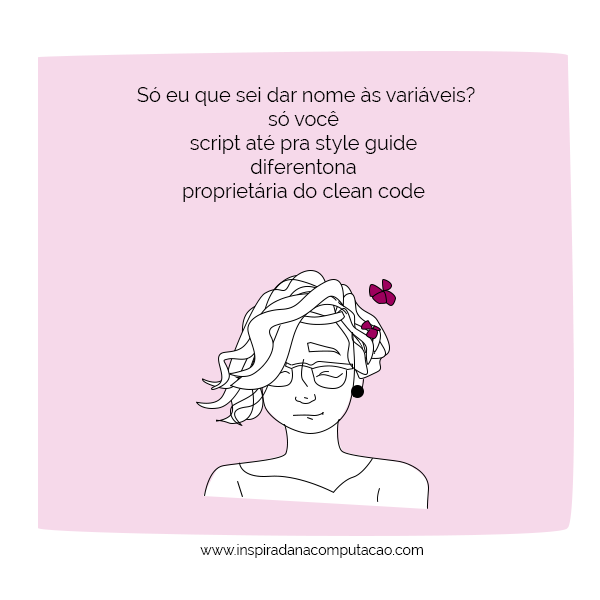 Só eu que sei dar nome às variáveis?
só você
script até pra style guide
diferentona
proprietária do clean code
www.inspiradanacomputacao.com